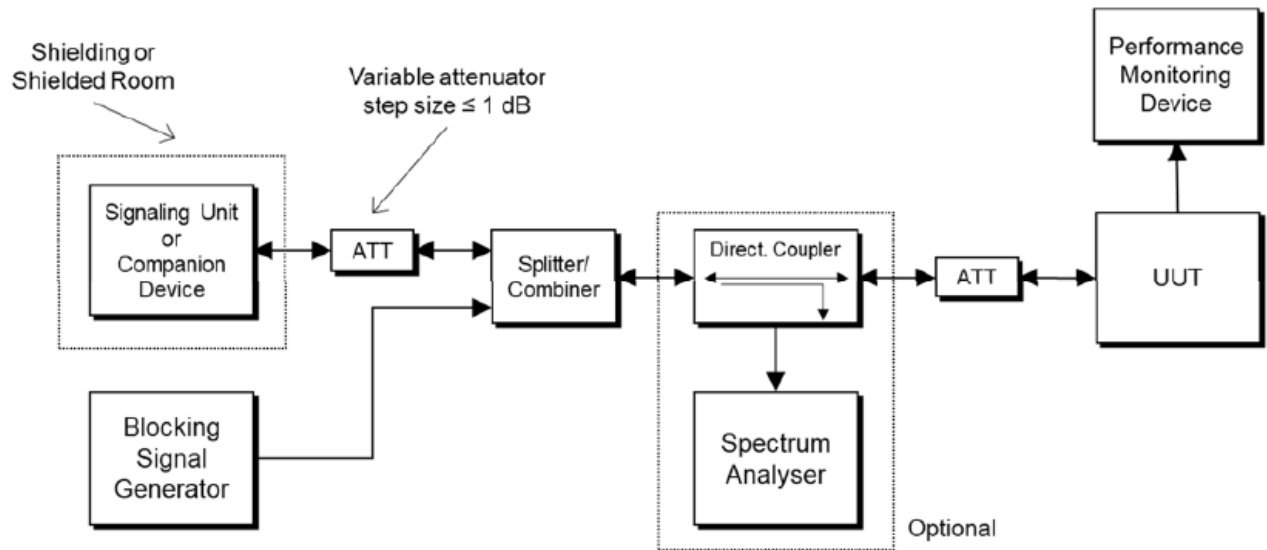 Shielding or
Shielded Room
Variable attenuator
step size ≤ 1 dB
Performance
Monitoring
Device
Signaling Unit
or
Companion
Device
ATT
Splitter/
Combiner
Direct. Coupler
ATT
UUT
Blocking
Signal
Generator
Spectrum
Analyser
Optional